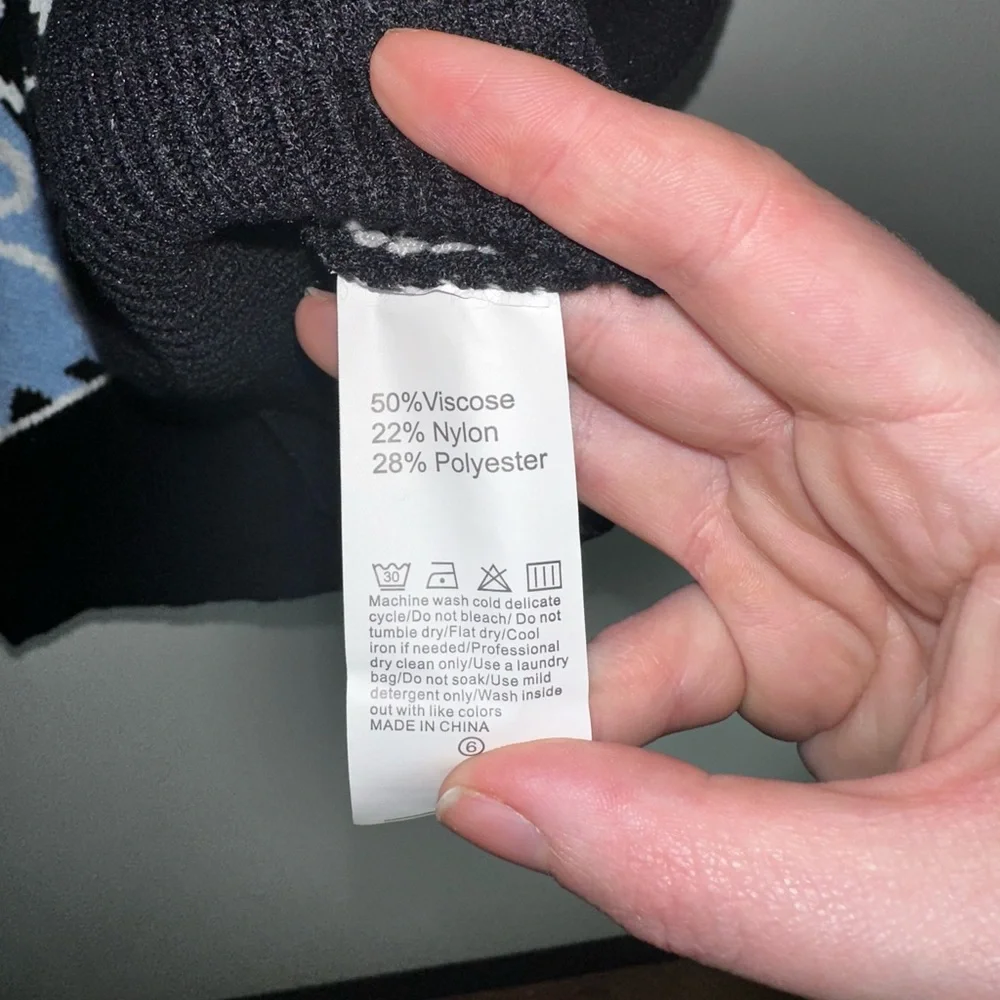 50%Viscose
22% Nylon
28% Polyester
30
Machine wash cold delicate
cycle/Do not bleach/ Do not
tumble dry/Flat dry/Cool
iron if needed/Professional
dry clean only/Use a laundry
bag/Do not soak/Use mild
detergent only/Wash inside
out with like colors
MADE IN CHINA
6